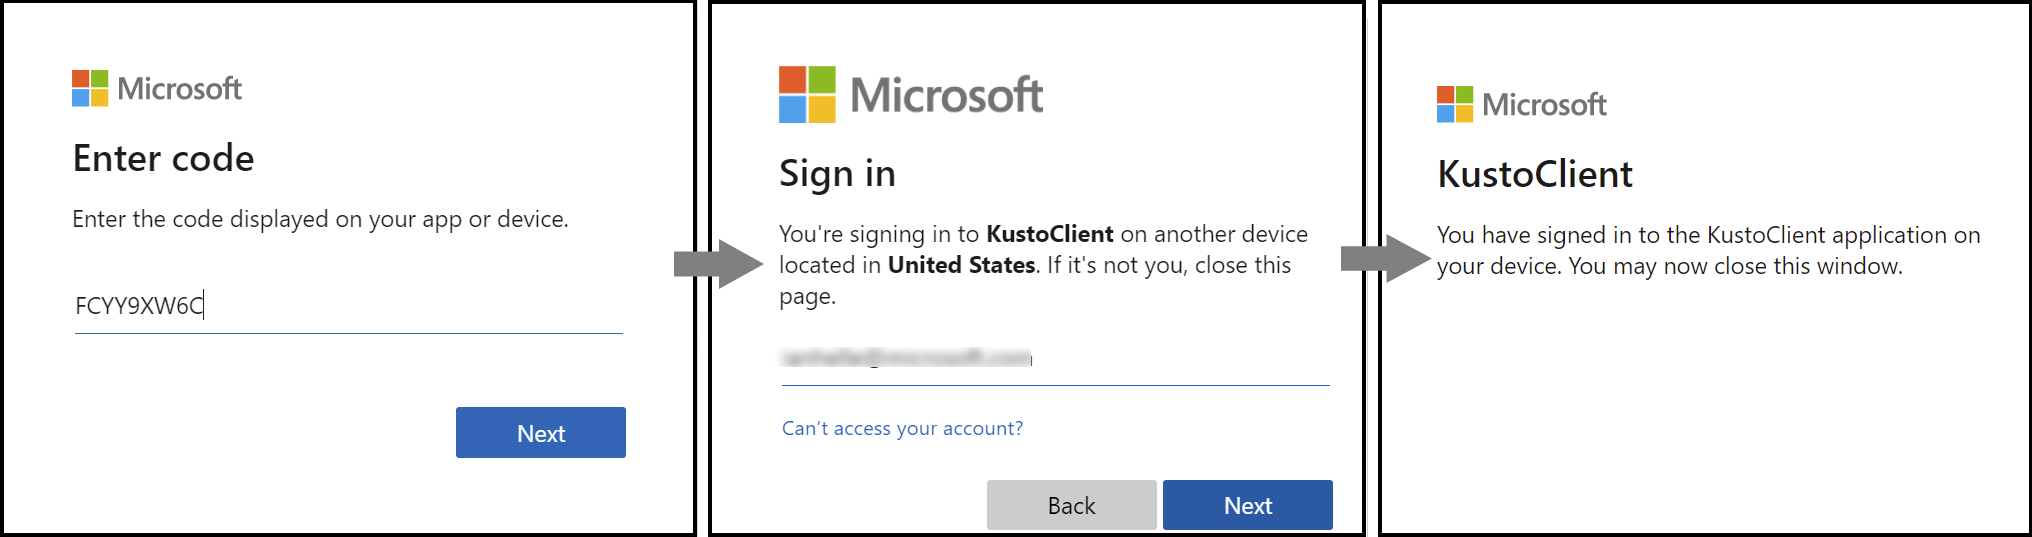 Microsoft
Enter code
Enter the code displayed on your app or device.
FCYY9XW6C
Next
Microsoft
Sign in
You're signing in to KustoClient on another device
located in United States. If it's not you, close this
page.
Can't access your account?
Back
Next
Microsoft
KustoClient
You have signed in to the KustoClient application on
your device. You may now close this window.